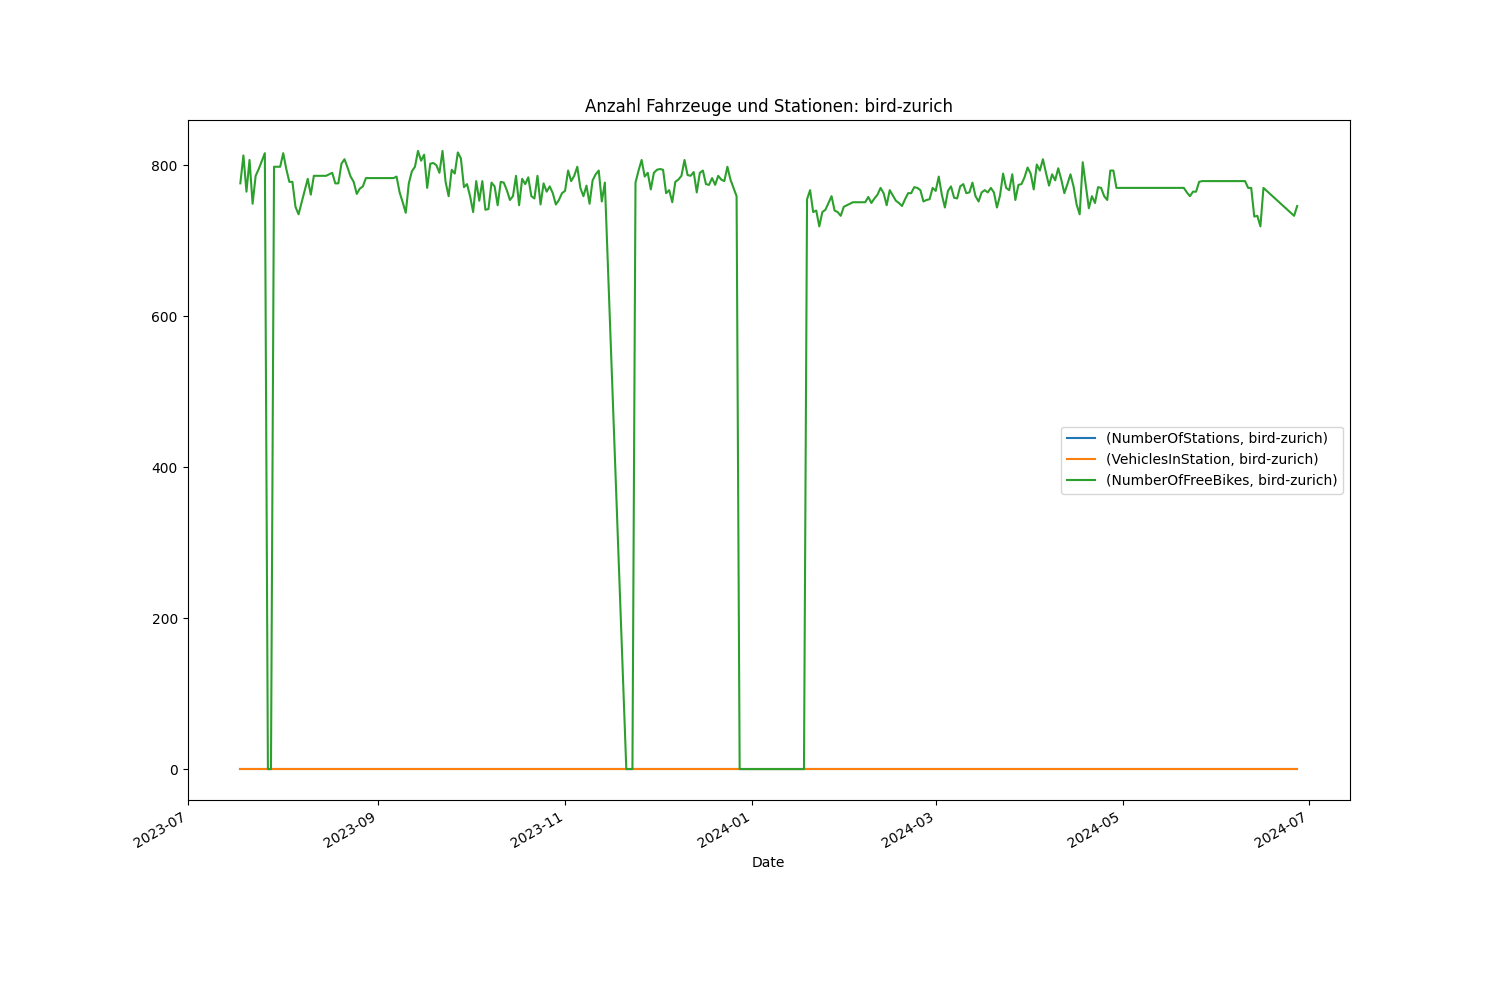 Anzahl Fahrzeuge und Stationen: bird-zurich
800
600
400
200
0
(NumberOfStations, bird-zurich)
(VehiclesInStation, bird-zurich)
(NumberOfFreeBikes, bird-zurich)
2023-07
2023-09
2023-11
2024-01
2024-03
2024-05
2024-07
Date